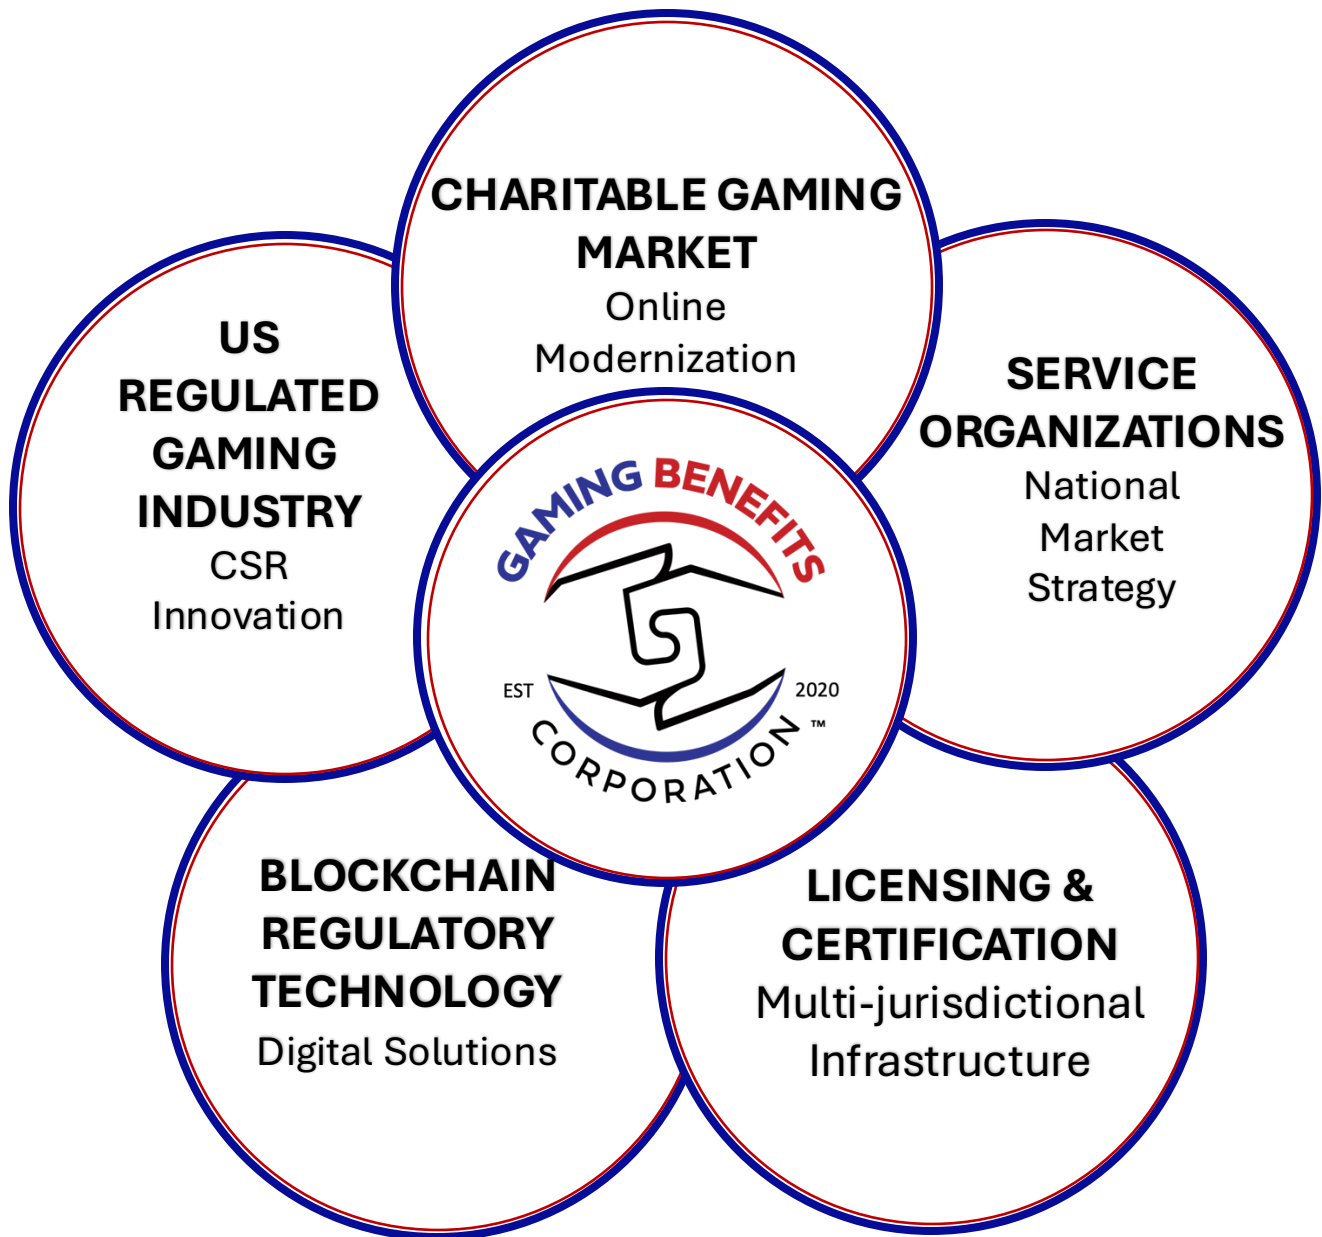 CHARITABLE GAMING
MARKET
Online
Modernization
US
REGULATED
GAMING
INDUSTRY
CSR
Innovation
SERVICE
ORGANIZATIONS
National
Market
Strategy
GAMING BENEFITS
EST
2020
CORPORATION ™
BLOCKCHAIN
REGULATORY
TECHNOLOGY
Digital Solutions
LICENSING &
CERTIFICATION
Multi-jurisdictional
Infrastructure